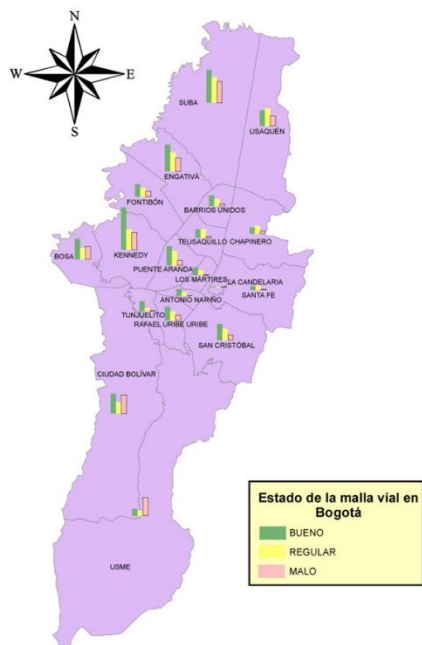 N
W
E
S
SUBA
USAQUÉN
ENGATIVÁ
FONTIBÓN
BARRIOS UNIDOS
TEUSAQUILLO CHAPINERO
BOSA
KENNEDY
PUENTE ARANDA
LOS MÁRTIRES
LA CANDELARIA
SANTA FE
ANTONIO NARIÑO
TUNJUELITO
RAFAEL URIBE URIBE
SAN CRISTÓBAL
CIUDAD BOLÍVAR
Estado de la malla vial en
Bogotá
BUENO
REGULAR
MALO
USME